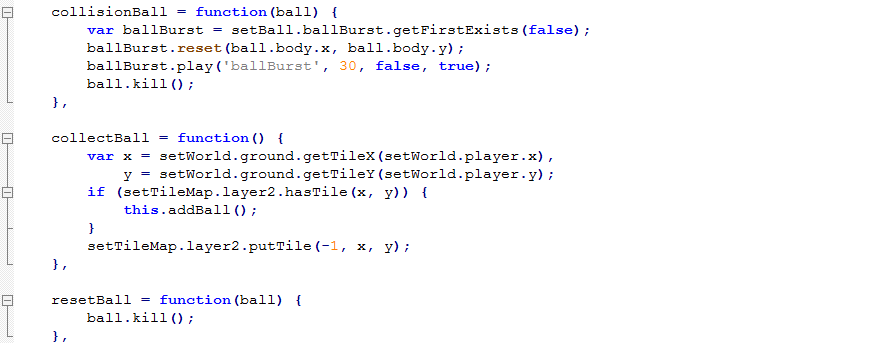 collisionBall = function(ball) {
    var ballBurst = setBall.ballBurst.getFirstExists(false);
    ballBurst.reset(ball.body.x, ball.body.y);
    ballBurst.play('ballBurst', 30, false, true);
    ball.kill();
},
collectBall = function() {
    var x = setWorld.ground.getTileX(setWorld.player.x),
        y = setWorld.ground.getTileY(setWorld.player.y);
    if (setTileMap.layer2.hasTile(x, y)) {
        this.addBall();
    }
    setTileMap.layer2.putTile(-1, x, y);
},
resetBall = function(ball) {
    ball.kill();
},